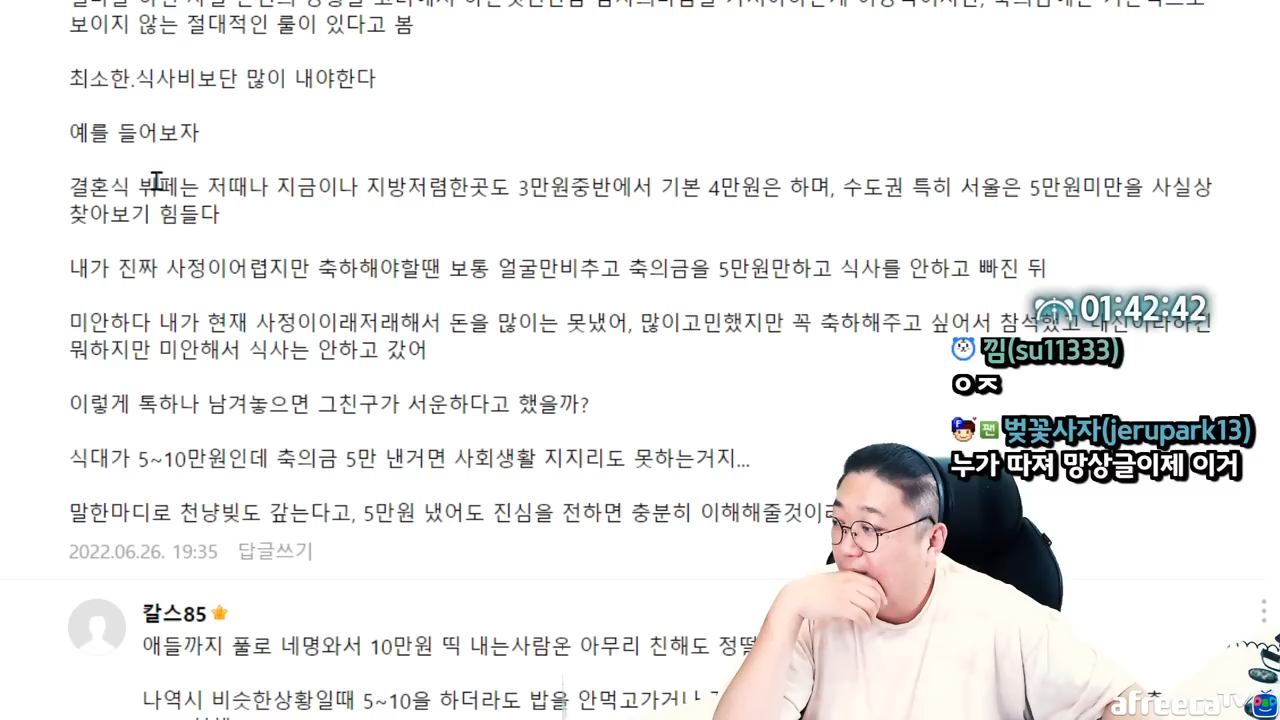 보이지 않는 절대적인 룰이 있다고 봄
최소한.식사비보단 많이 내야한다
예를 들어보자
결혼식 뷔페는 저때나 지금이나 지방저렴한곳도 3만원중반에서 기본 4만원은 하며, 수도권 특히 서울은 5만원미만을 사실상
찾아보기 힘들다
내가 진짜 사정이어렵지만 축하해야할땐 보통 얼굴만비추고 축의금을 5만원만하고 식사를 안하고 빠진 뒤
01:42:42
미안하다 내가 현재 사정이이래저래해서 돈을 많이는 못냈어, 많이고민했지만 꼭 축하해주고 싶어서 참석했고 대신이라하긴
뭐하지만 미안해서 식사는 안하고 갔어
낌(su11333)
ㅇㅈ
이렇게 톡하나 남겨놓으면 그친구가 서운하다고 했을까?
팬 벚꽃사자(jerupark13)
누가 따져 망상글이제 이거
식대가 5~10만원인데 축의금 5만 낸거면 사회생활 지지리도 못하는거지...
말한마디로 천냥빚도 갚는다고, 5만원 냈어도 진심을 전하면 충분히 이해해줄것이
2022.06.26. 19:35 답글쓰기
칼스85
애들까지 풀로 네명와서 10만원 띡 내는사람온 아무리 친해도
나역시 비슷한상황일때 5~10을 하더라도 밥을 안먹고가거나
afreecaTV